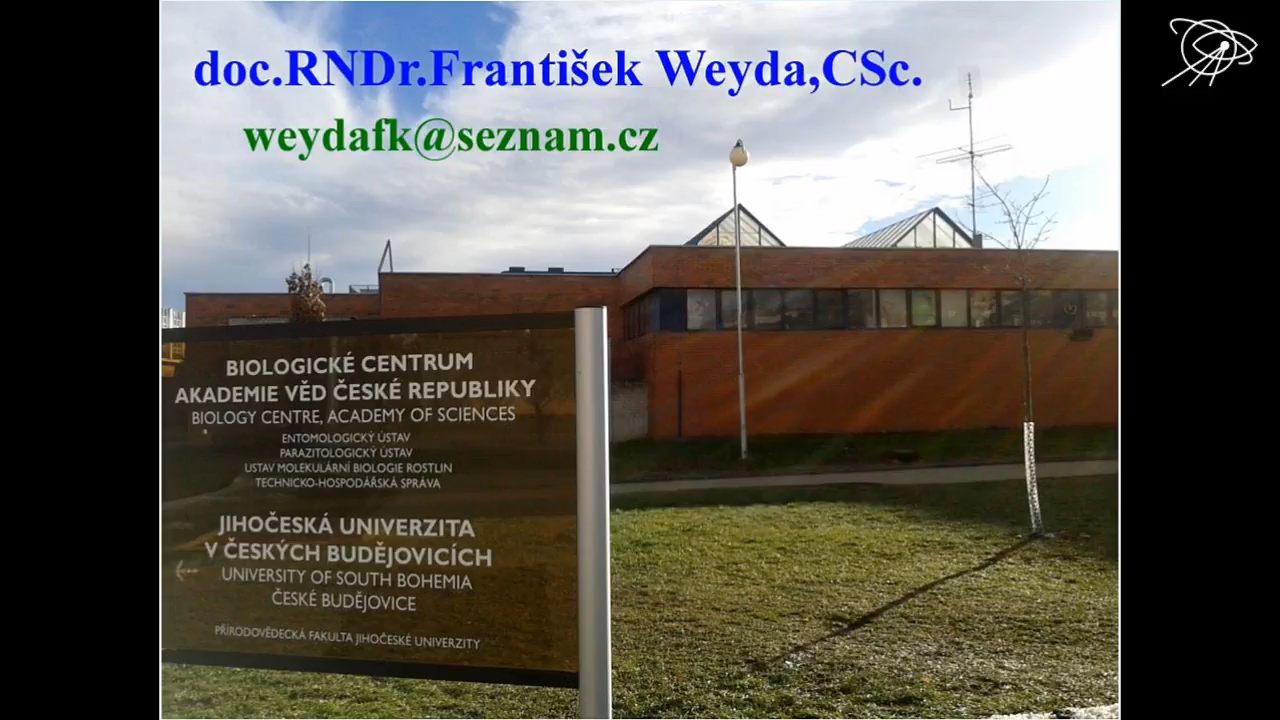 doc.RNDr.František Weyda,CSc.
weydafk@seznam.cz
BIOLOGICKÉ CENTRUM
AKADEMIE VĚD ČESKÉ REPUBLIKY
BIOLOGY CENTRE, ACADEMY OF SCIENCES
ENTOMOLOGICKÝ ÚSTAV
PARAZITOLOGICKÝ ÚSTAV
USTAV MOLEKULÁRNÍ BIOLOGIE ROSTLIN
TECHNICKO-HOSPODÁŘSKÁ SPRÁVA
JIHOČESKÁ UNIVERZITA
V ČESKÝCH BUDĚJOVICÍCH
UNIVERSITY OF SOUTH BOHEMIA
ČESKÉ BUDĚJOVICE
PŘÍRODOVĚDECKÁ FAKULTA JIHOČESKÉ UNIVERZITY